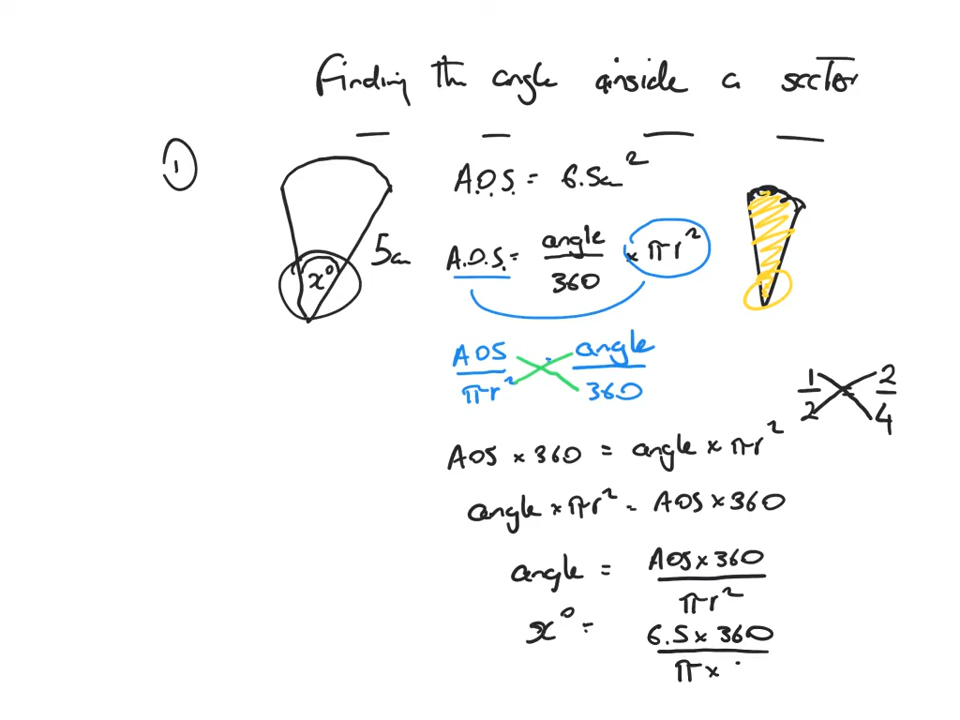 Finding the angle inside a sector
①
A.O.S. = 6.5cm²
5cm
x°
A.O.S. = angle/360 × πr²
AOS/πr² = angle/360
1/2 = 2/4
AOS × 360 = angle × πr²
angle × πr² = AOS × 360
angle = AOS × 360/πr²
x° = 6.5 × 360/π ×